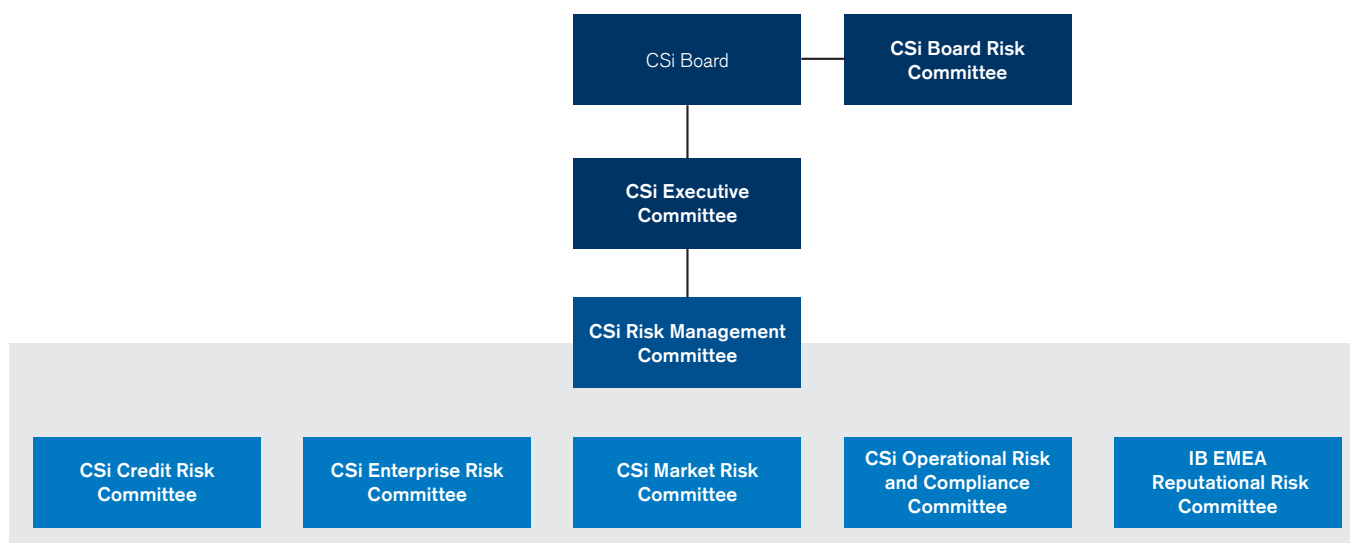 CSi Board
CSi Board Risk
Committee
CSi Executive
Committee
CSi Risk Management
Committee
CSi Credit Risk
Committee
CSi Enterprise Risk
Committee
CSi Market Risk
Committee
CSi Operational Risk
and Compliance
Committee
IB EMEA
Reputational Risk
Committee